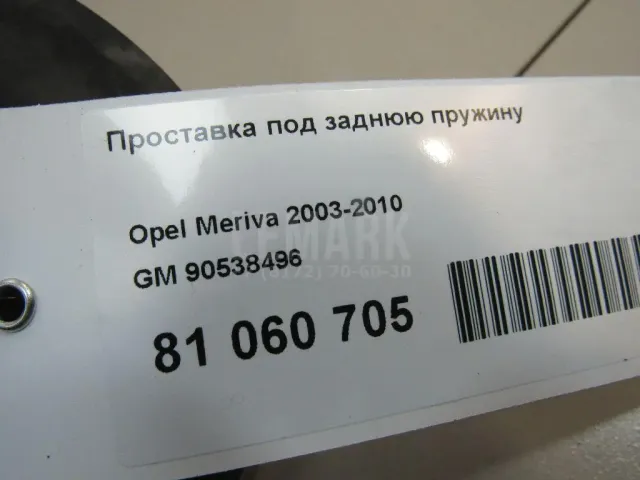 Проставка под заднюю пружину
Opel Meriva 2003-2010
GM 90538496
81 060 705